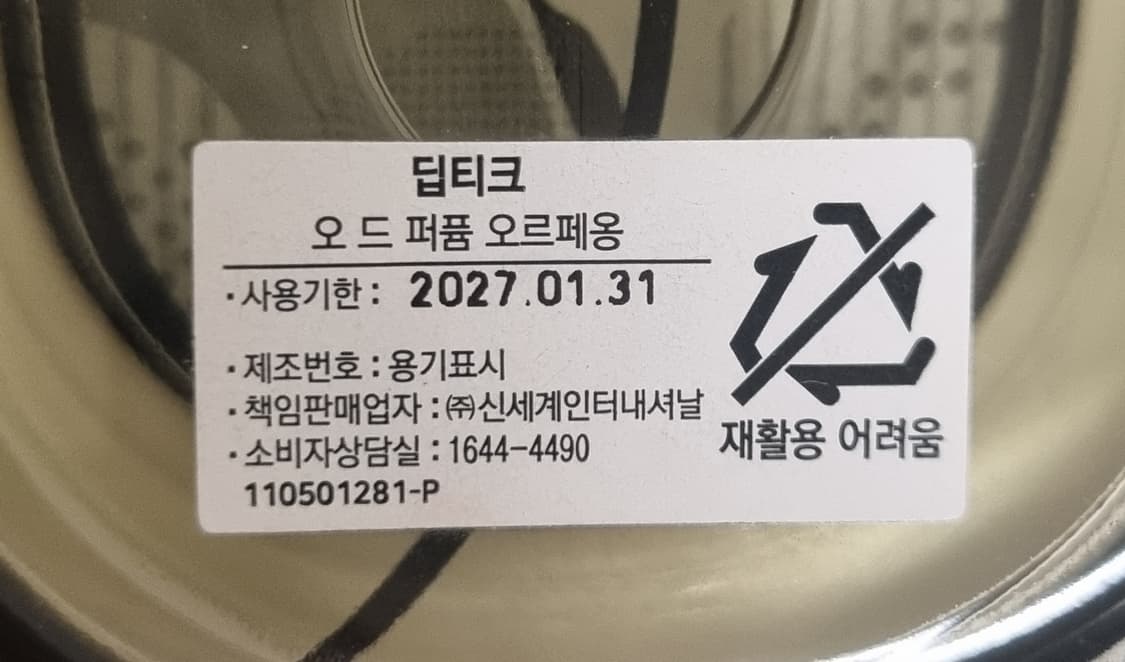 딥티크
오 드 퍼퓸 오르페옹
·사용기한 : 2027.01.31
·제조번호 : 용기표시
·책임판매업자 : ㈜신세계인터내셔날
·소비자상담실 : 1644-4490
110501281-P
재활용 어려움